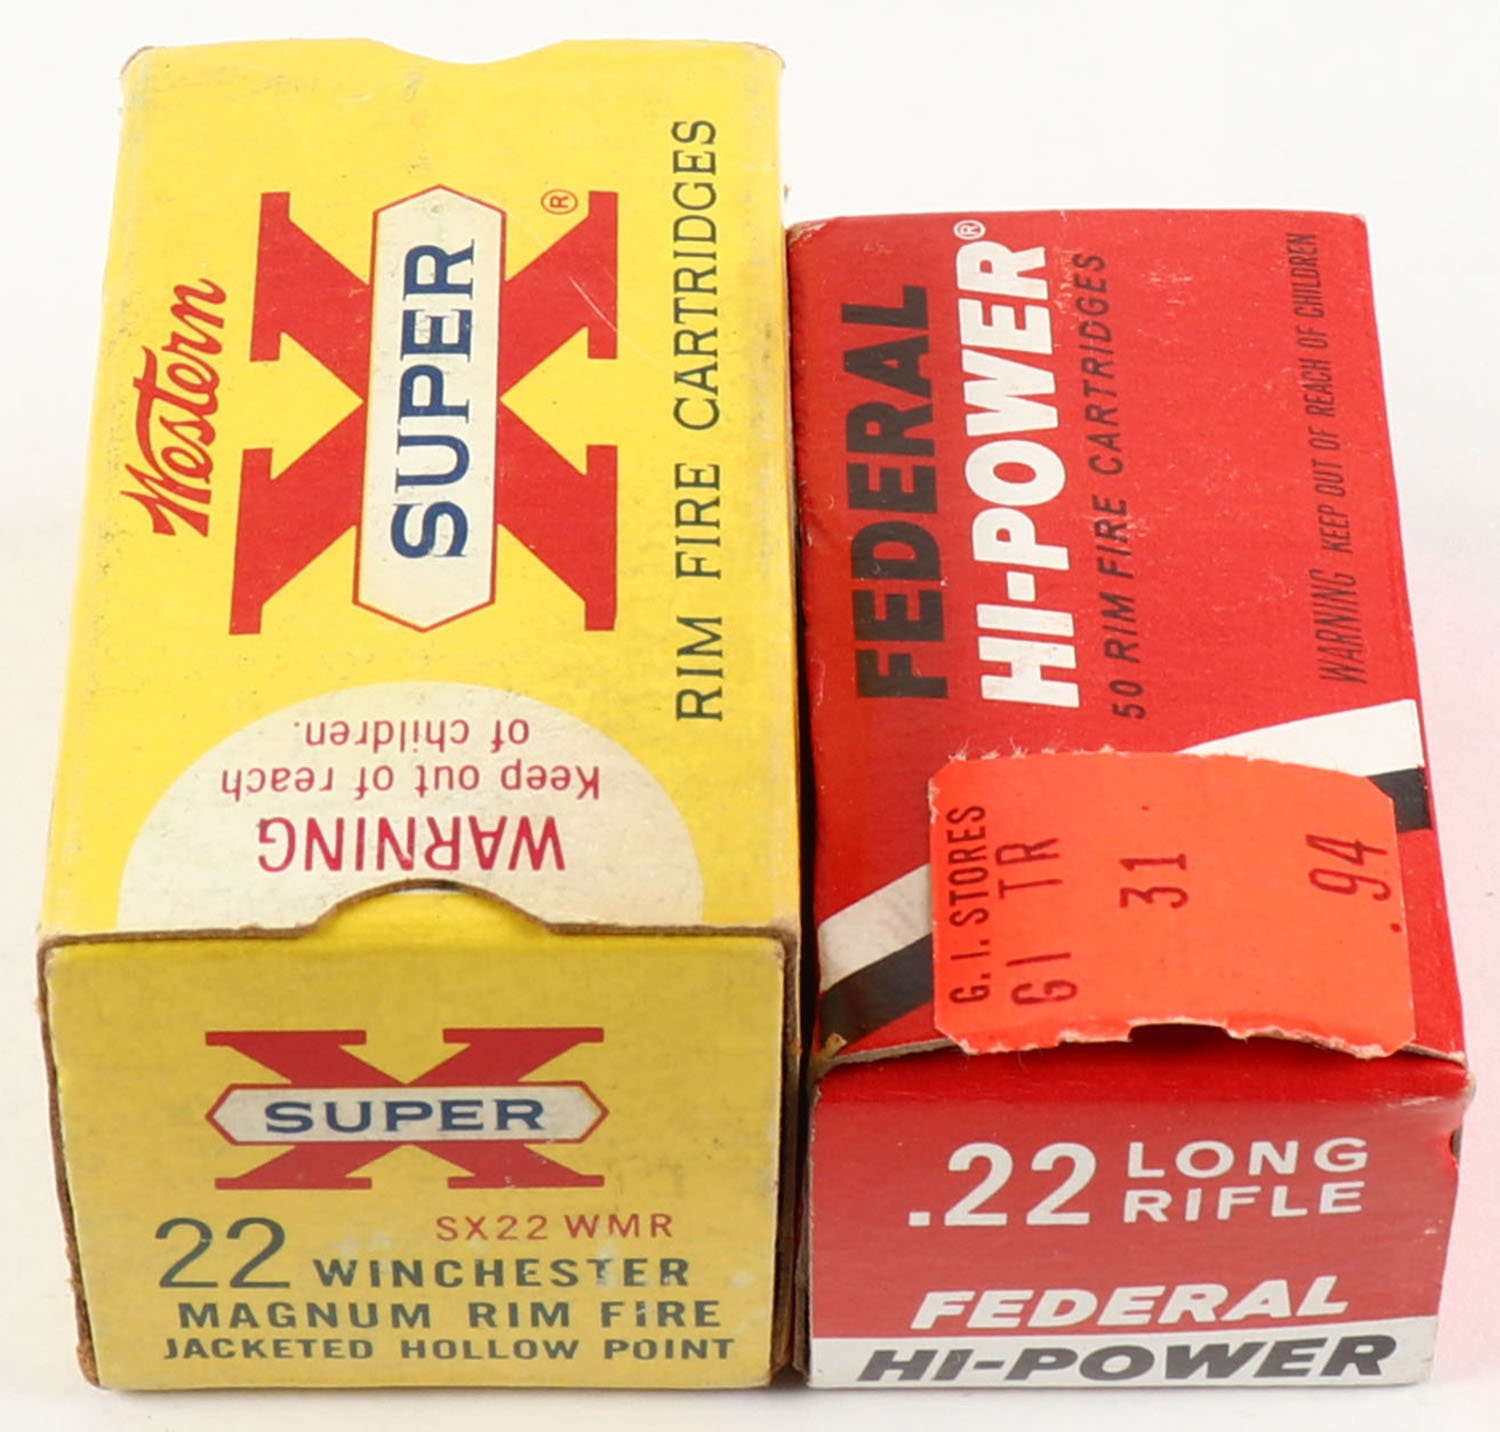 Western
SUPER
X
®
RIM FIRE CARTRIDGES
WARNING
Keep out of reach
of children.
X
SUPER
SX22 WMR
22 WINCHESTER
MAGNUM RIM FIRE
JACKETED HOLLOW POINT
FEDERAL
HI-POWER®
50 RIM FIRE CARTRIDGES
WARNING KEEP OUT OF REACH OF CHILDREN
G. I. STORES
GI TR
31
.94
.22 LONG
RIFLE
FEDERAL
HI-POWER